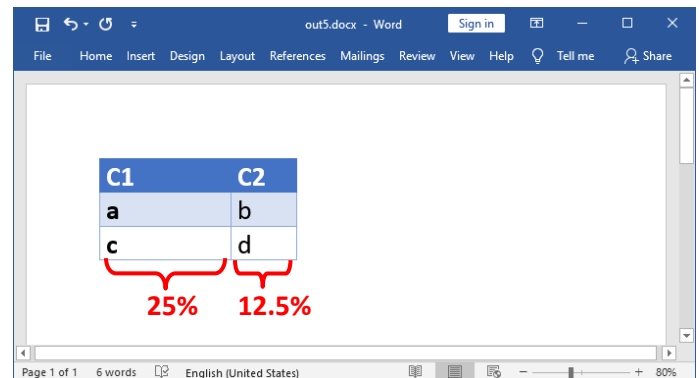 out5.docx - Word Sign in
File Home Insert Design Layout References Mailings Review View Help Tell me Share
C1 C2
a b
c d
25% 12.5%
Page 1 of 1 6 words English (United States) 80%